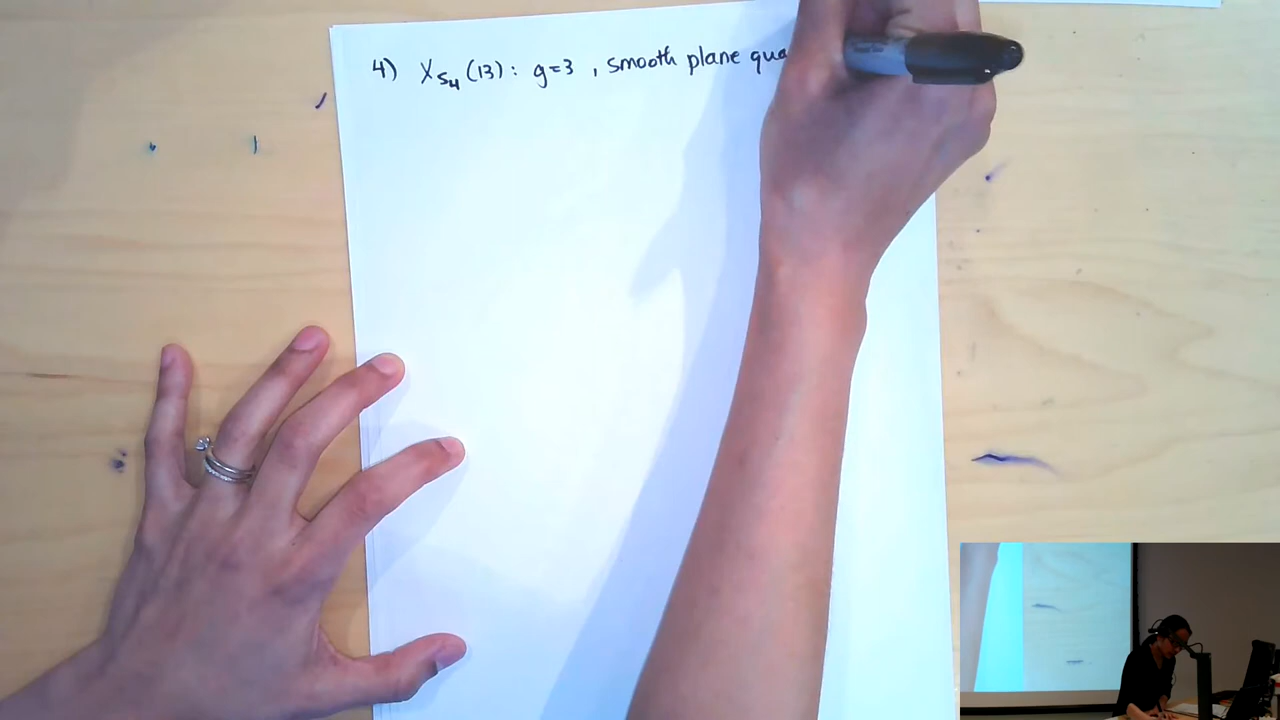 4) X_{S_4}(13): g=3, smooth plane qua